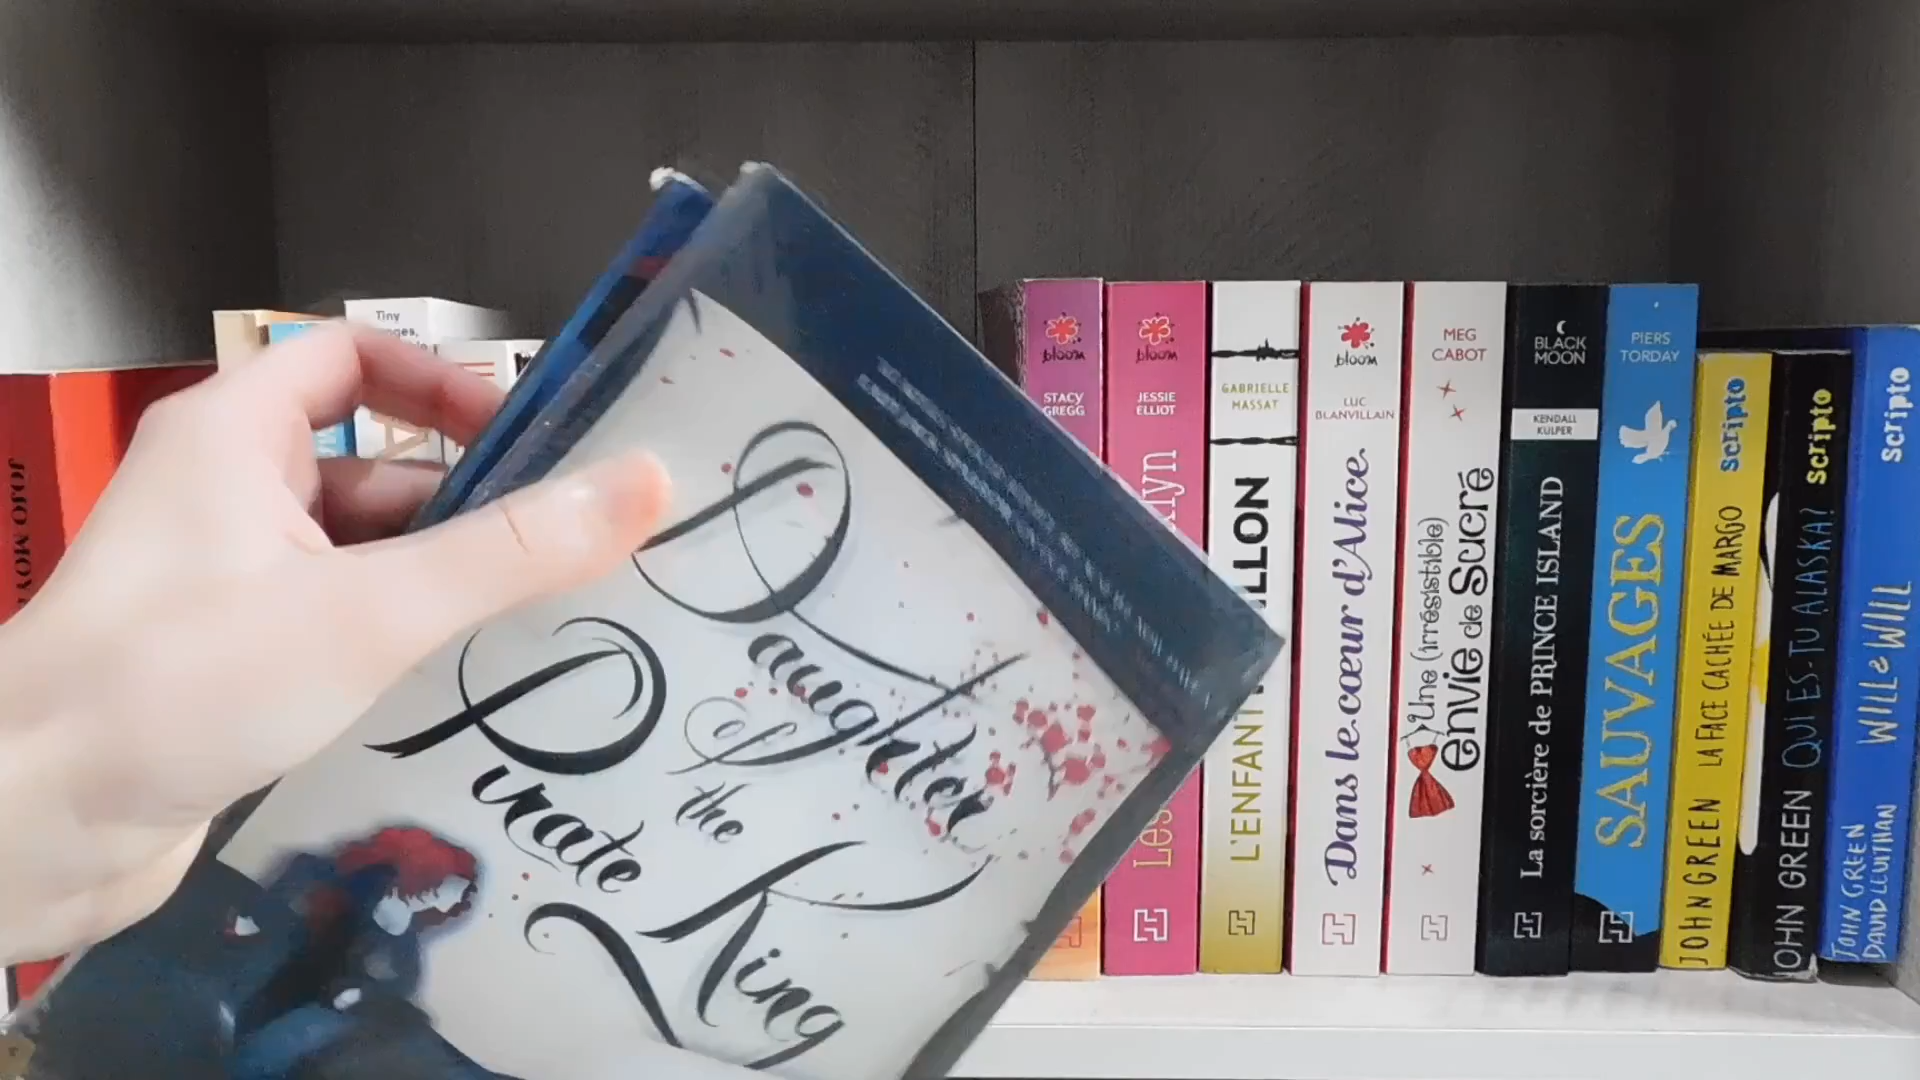 JOJO MOY
Tiny
Daughter
of
the
Pirate
King
bloom
STACY
GREGG
bloom
JESSIE
ELLIOT
GABRIELLE
MASSAT
L'ENFANT
LLON
bloom
LUC
BLANVILLAIN
Dans le cœur d'Alice
MEG
CABOT
Une (irrésistible)
envie de sucré
BLACK
MOON
KENDALL
KULPER
La sorcière de PRINCE ISLAND
PIERS
TORDAY
SAUVAGES
scripto
LA FACE CACHÉE DE MARGO
JOHN GREEN
scripto
QUI ES-TU ALASKA?
JOHN GREEN
scripto
WILL & WILL
JOHN GREEN
DAVID LEVITHAN